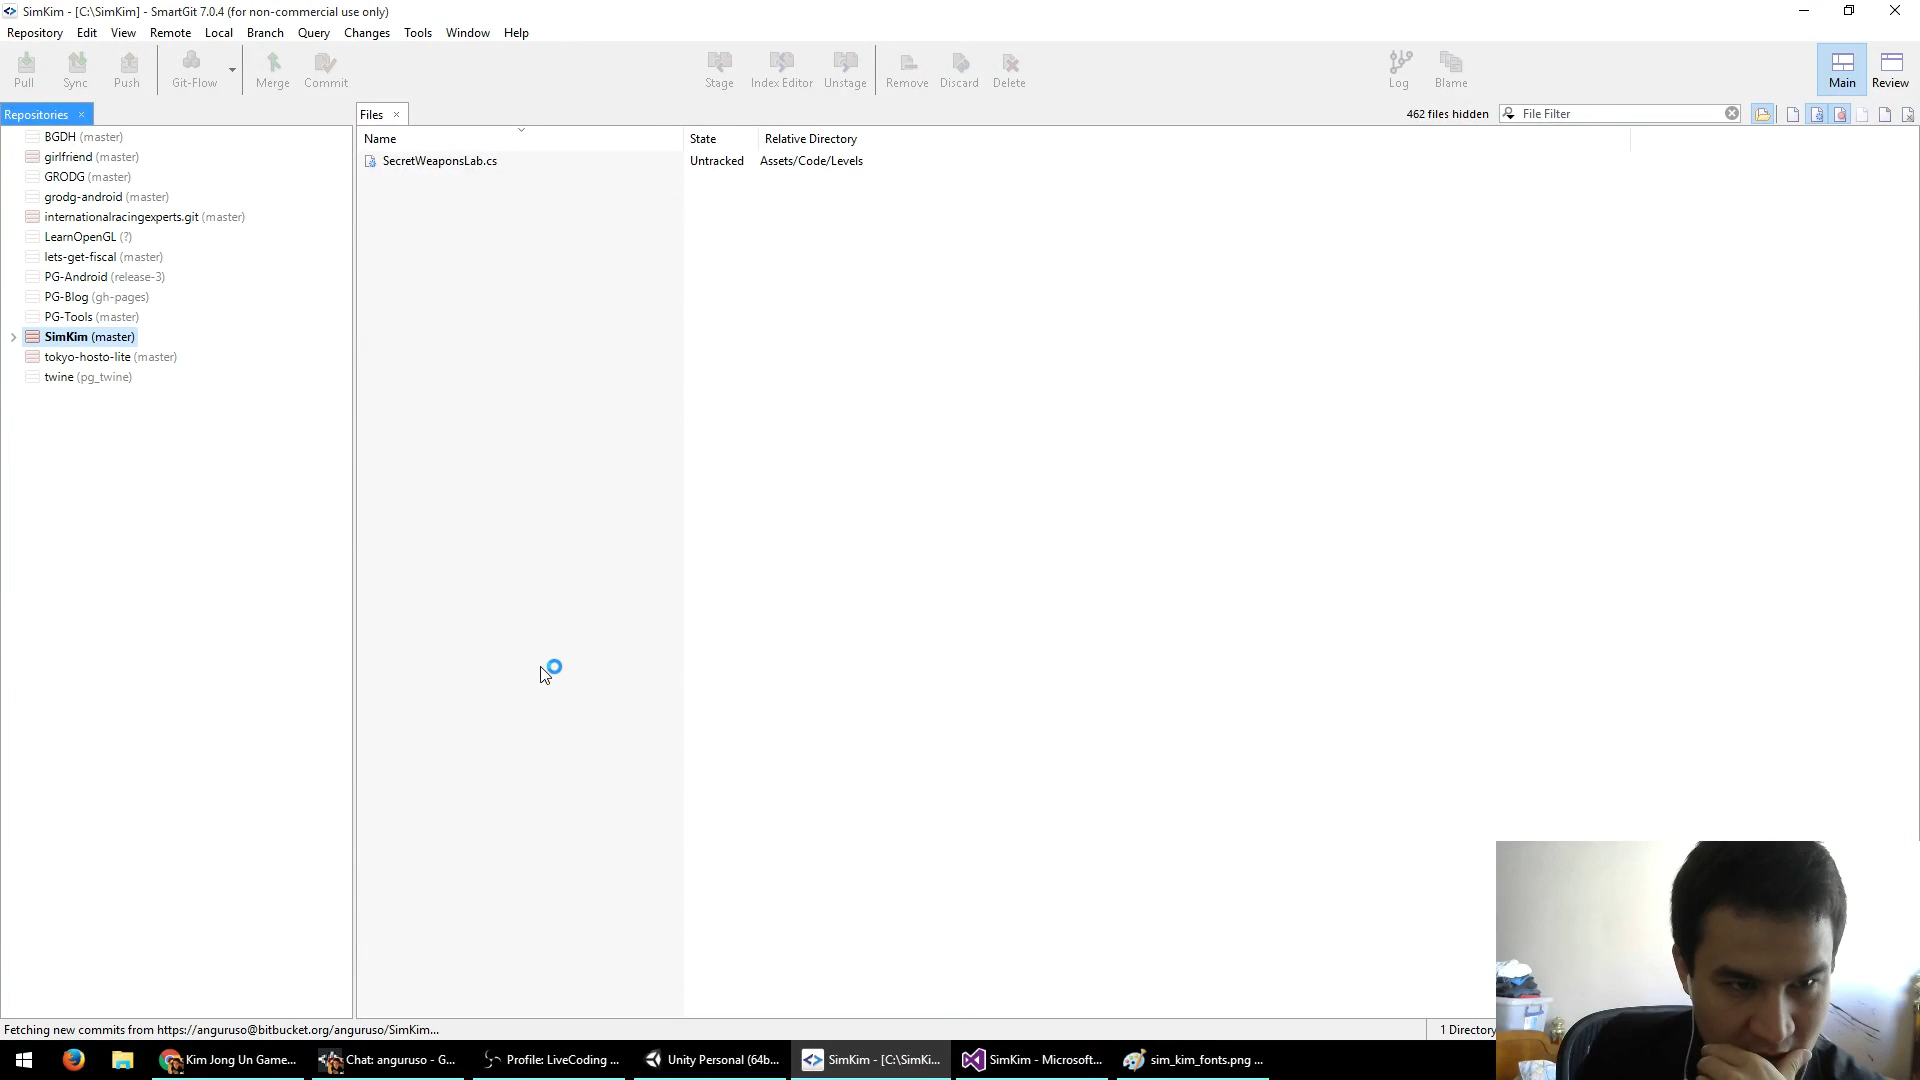 SimKim - [C:\SimKim] - SmartGit 7.0.4 (for non-commercial use only)
Repository Edit View Remote Local Branch Query Changes Tools Window Help
Pull Sync Push Git-Flow Merge Commit Stage Index Editor Unstage Remove Discard Delete Log Blame Main Review
Repositories Files 462 files hidden File Filter
Name State Relative Directory
SecretWeaponsLab.cs Untracked Assets/Code/Levels
BGDH (master)
girlfriend (master)
GRODG (master)
grodg-android (master)
internationalracingexperts.git (master)
LearnOpenGL (?)
lets-get-fiscal (master)
PG-Android (release-3)
PG-Blog (gh-pages)
PG-Tools (master)
SimKim (master)
tokyo-hosto-lite (master)
twine (pg_twine)
Fetching new commits from https://anguruso@bitbucket.org/anguruso/SimKim... 1 Directory
Kim Jong Un Game... Chat: anguruso - G... Profile: LiveCoding ... Unity Personal (64b... SimKim - [C:\SimKi... SimKim - Microsoft... sim_kim_fonts.png ...